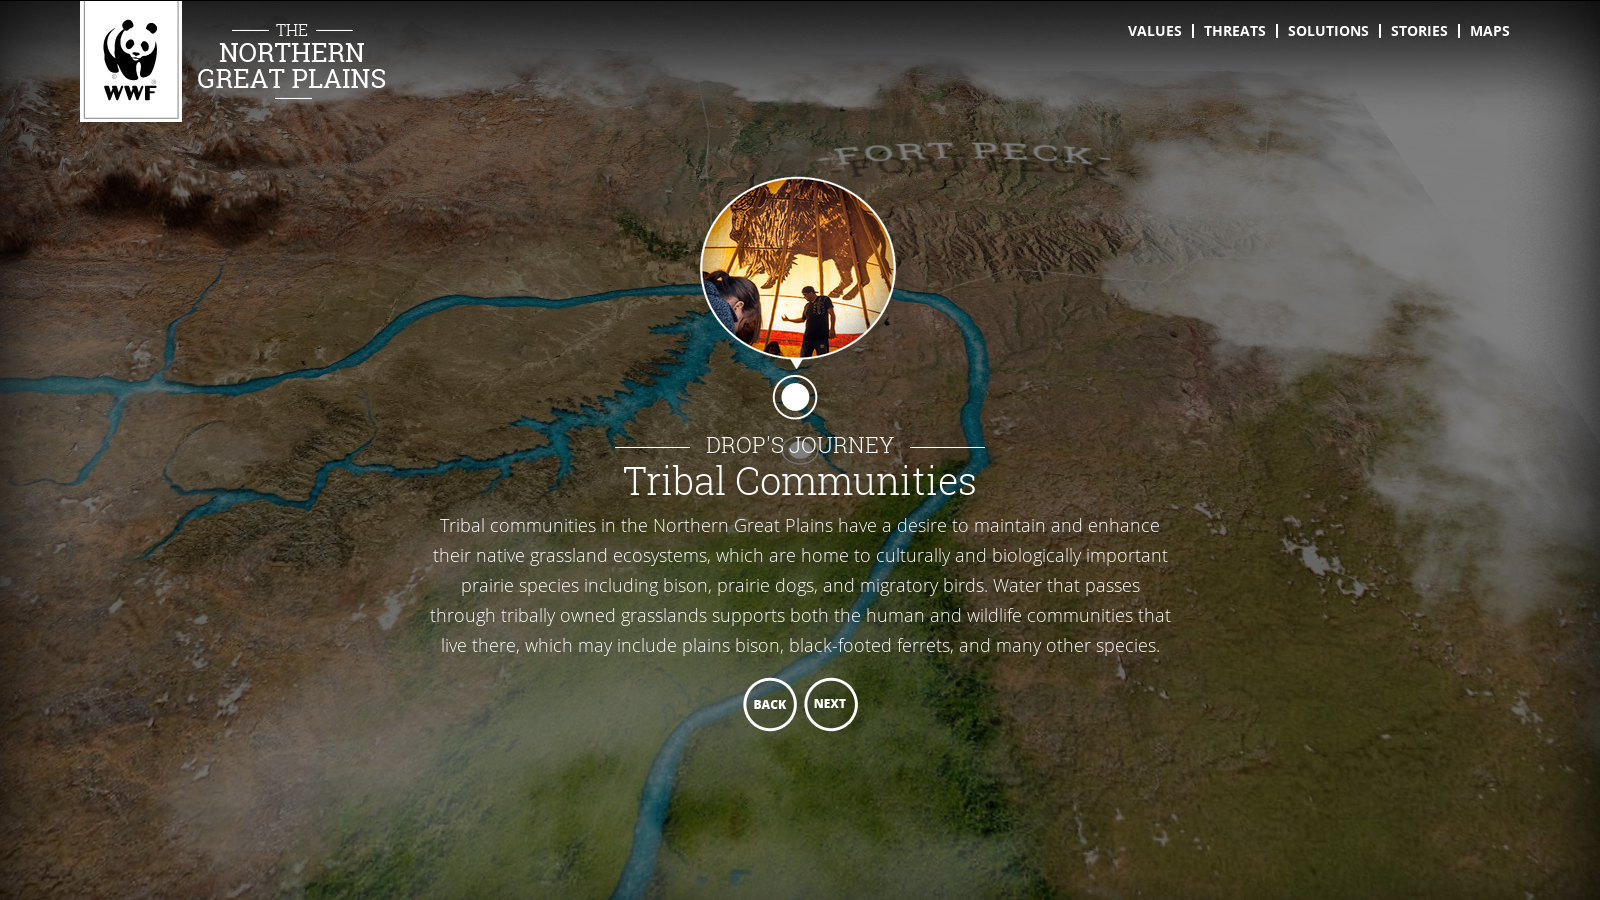 WWF
THE
NORTHERN
GREAT PLAINS
VALUES
THREATS
SOLUTIONS
STORIES
MAPS
-FORT PECK-
DROP'S JOURNEY
Tribal Communities
Tribal communities in the Northern Great Plains have a desire to maintain and enhance
their native grassland ecosystems, which are home to culturally and biologically important
prairie species including bison, prairie dogs, and migratory birds. Water that passes
through tribally owned grasslands supports both the human and wildlife communities that
live there, which may include plains bison, black-footed ferrets, and many other species.
BACK
NEXT